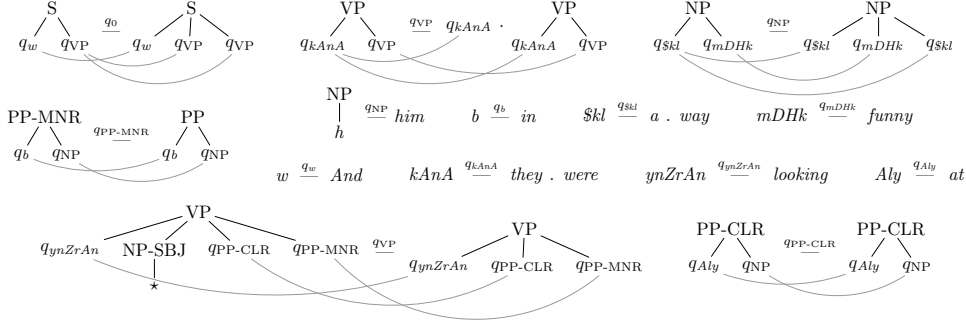 S q0 S VP qVP qkAnA · VP NP qNP NP
qw qVP qw qVP qVP qkAnA qVP qkAnA qVP q$kl qmDHk q$kl qmDHk q$kl
PP-MNR qPP-MNR PP NP qNP him b qb in $kl q$kl a . way mDHk qmDHk funny
qb qNP qb qNP h
w qw And kAnA qkAnA they . were ynZrAn qynZrAn looking Aly qAly at
VP qVP VP PP-CLR qPP-CLR PP-CLR
qynZrAn NP-SBJ qPP-CLR qPP-MNR qynZrAn qPP-CLR qPP-MNR qAly qNP qAly qNP
⋆